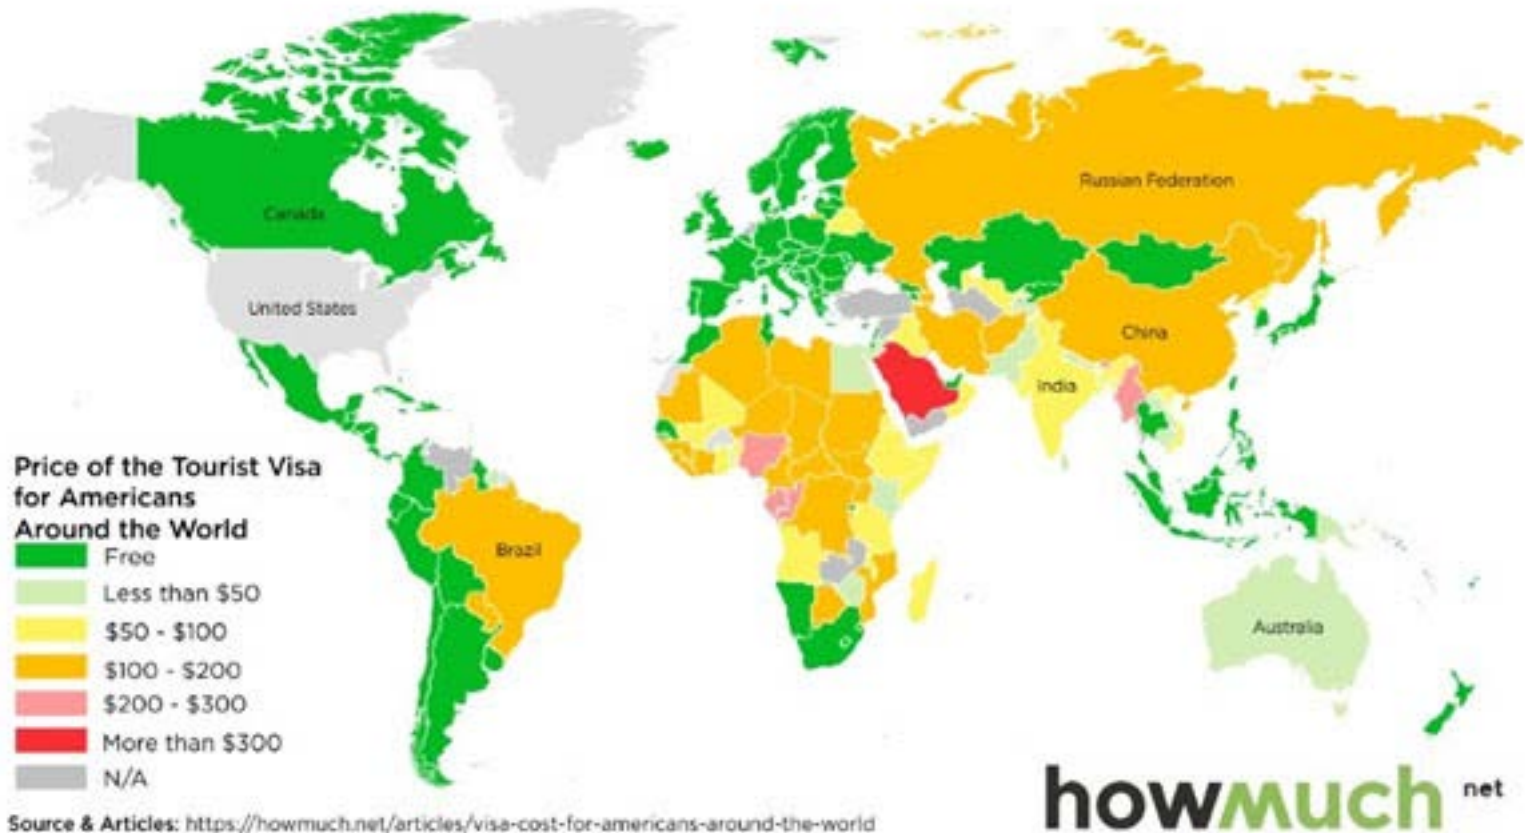 Canada
United States
Russian Federation
China
India
Brazil
Australia
Price of the Tourist Visa
for Americans
Around the World
Free
Less than $50
$50 - $100
$100 - $200
$200 - $300
More than $300
N/A
howmuch net
Source & Articles: https://howmuch.net/articles/visa-cost-for-americans-around-the-world